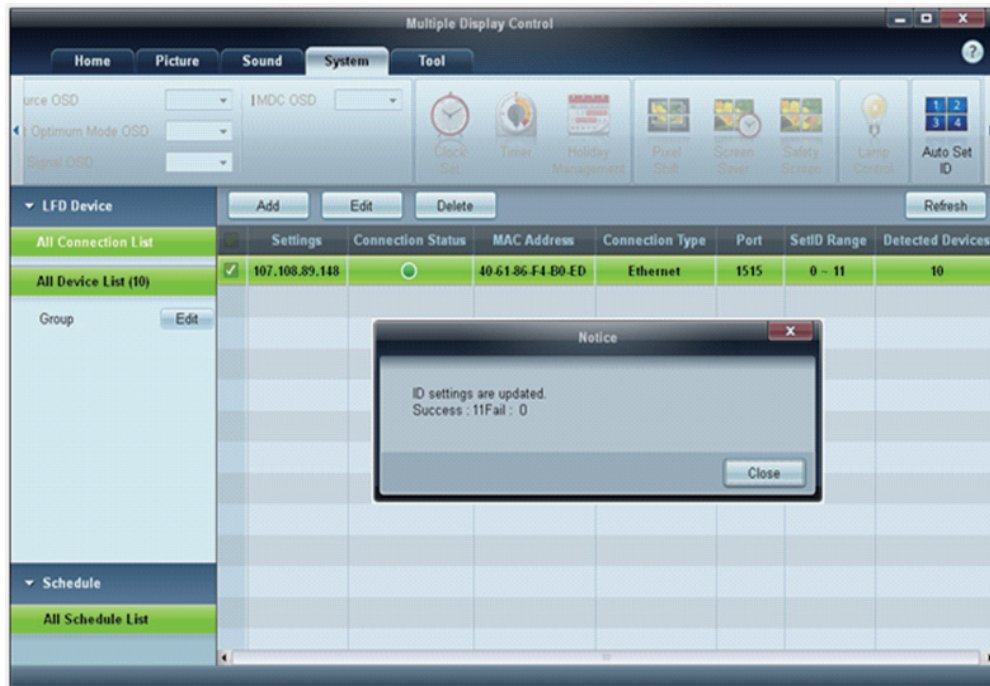 Multiple Display Control
Home Picture Sound System Tool
urce OSD
MDC OSD
Optimum Mode OSD
Signal OSD
Clock Set
Timer
Holiday Management
Pixel Shift
Screen Saver
Safety Screen
Lamp Control
1 2
3 4
Auto Set ID
LFD Device
Add Edit Delete Refresh
All Connection List
Settings Connection Status MAC Address Connection Type Port SetID Range Detected Devices
107.108.89.148 40-61-86-F4-B0-ED Ethernet 1515 0 ~ 11 10
All Device List (10)
Group Edit
Notice
ID settings are updated.
Success : 11Fail : 0
Close
Schedule
All Schedule List